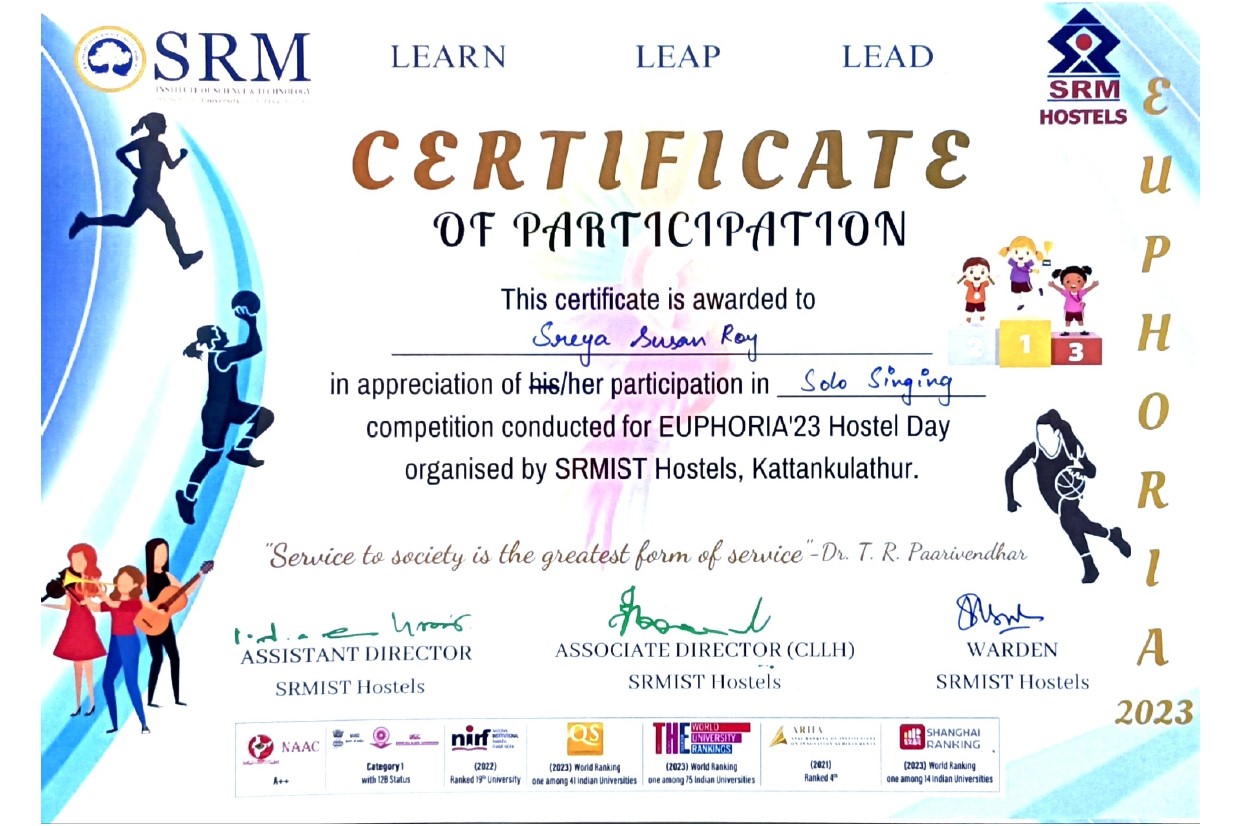 SRM
INSTITUTE OF SCIENCE & TECHNOLOGY
LEARN LEAP LEAD
SRM
HOSTELS
CERTIFICATE
OF PARTICIPATION
This certificate is awarded to
Sreya Susan Roy
in appreciation of his/her participation in Solo Singing
competition conducted for EUPHORIA'23 Hostel Day
organised by SRMIST Hostels, Kattankulathur.
2 1 3
"Service to society is the greatest form of service"-Dr. T. R. Paarivendhar
ASSISTANT DIRECTOR
SRMIST Hostels
ASSOCIATE DIRECTOR (CLLH)
SRMIST Hostels
WARDEN
SRMIST Hostels
EUPHORIA
2023
NAAC
A++
Category I
with 12B Status
nirf
(2022)
Ranked 19th University
QS
(2023) World Ranking
one among 41 Indian Universities
THE WORLD UNIVERSITY RANKINGS
(2023) World Ranking
one among 75 Indian Universities
ARIIA
(2021)
Ranked 4th
SHANGHAI
RANKING
(2023) World Ranking
one among 14 Indian Universities